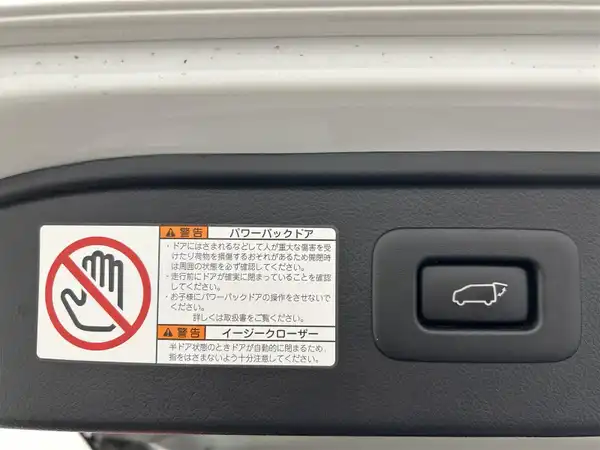 警告 パワーバックドア
・ドアにはさまれるなどして人が重大な傷害を受
けたり荷物を損傷するおそれがあるため開閉時
は周囲の状態を必ず確認してください。
・走行前にドアが確実に閉まっていることを確認
してください。
・お子様にパワーバックドアの操作をさせないで
ください。
詳しくは取扱書をご覧ください。
警告 イージークローザー
半ドア状態のときドアが自動的に閉まるため、
指をはさまないよう十分注意してください。